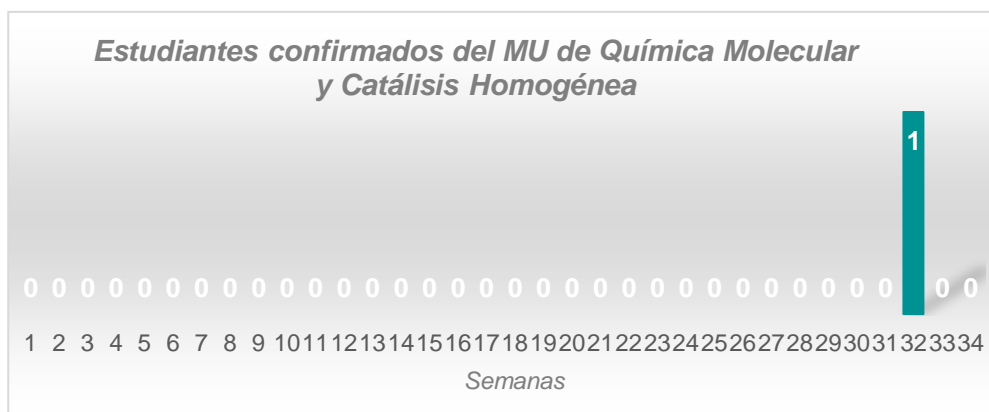 Estudiantes confirmados del MU de Química Molecular
y Catálisis Homogénea
1
0 0 0 0 0 0 0 0 0 0 0 0 0 0 0 0 0 0 0 0 0 0 0 0 0 0 0 0 0 0 0 0 0
1 2 3 4 5 6 7 8 9 10 11 12 13 14 15 16 17 18 19 20 21 22 23 24 25 26 27 28 29 30 31 32 33 34
Semanas